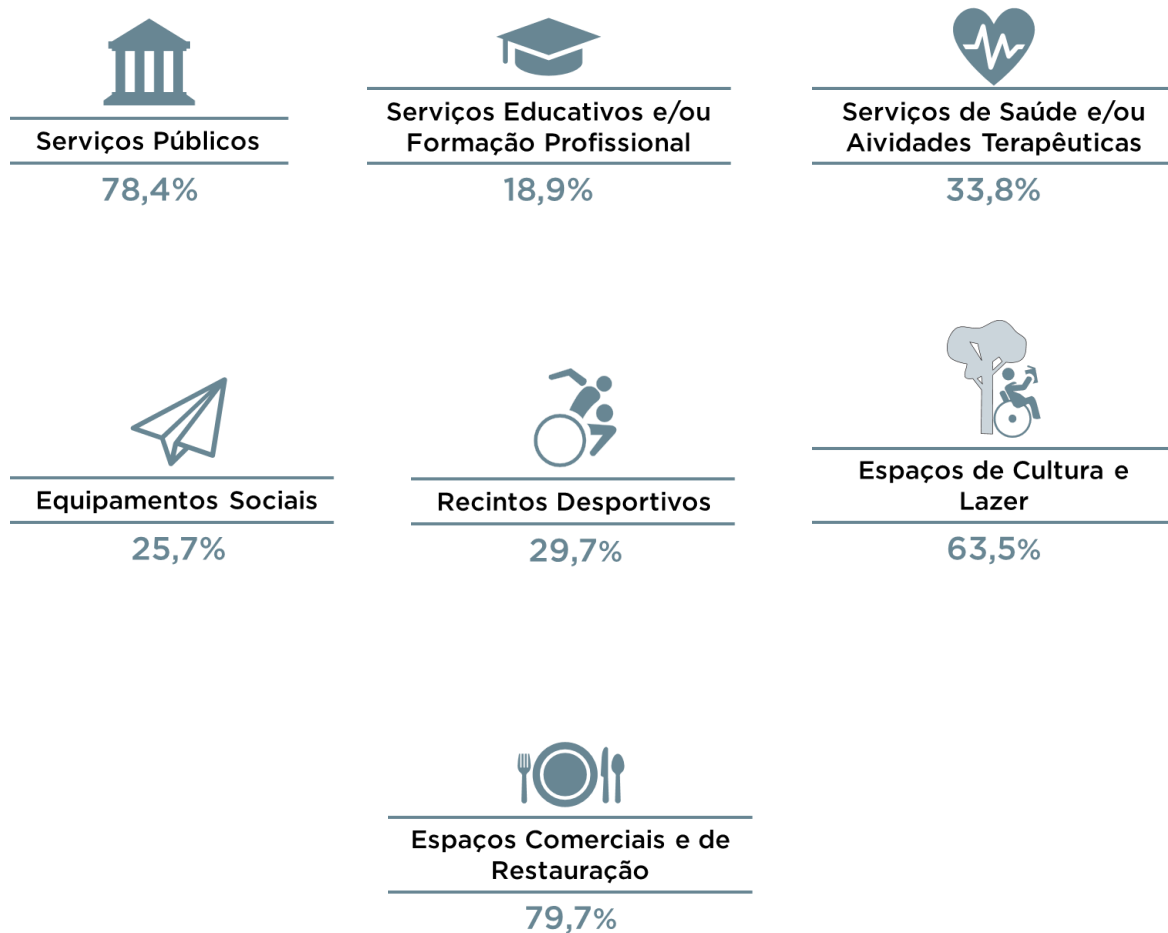 Serviços Públicos
78,4%
Serviços Educativos e/ou
Formação Profissional
18,9%
Serviços de Saúde e/ou
Aividades Terapêuticas
33,8%
Equipamentos Sociais
25,7%
Recintos Desportivos
29,7%
Espaços de Cultura e
Lazer
63,5%
Espaços Comerciais e de
Restauração
79,7%